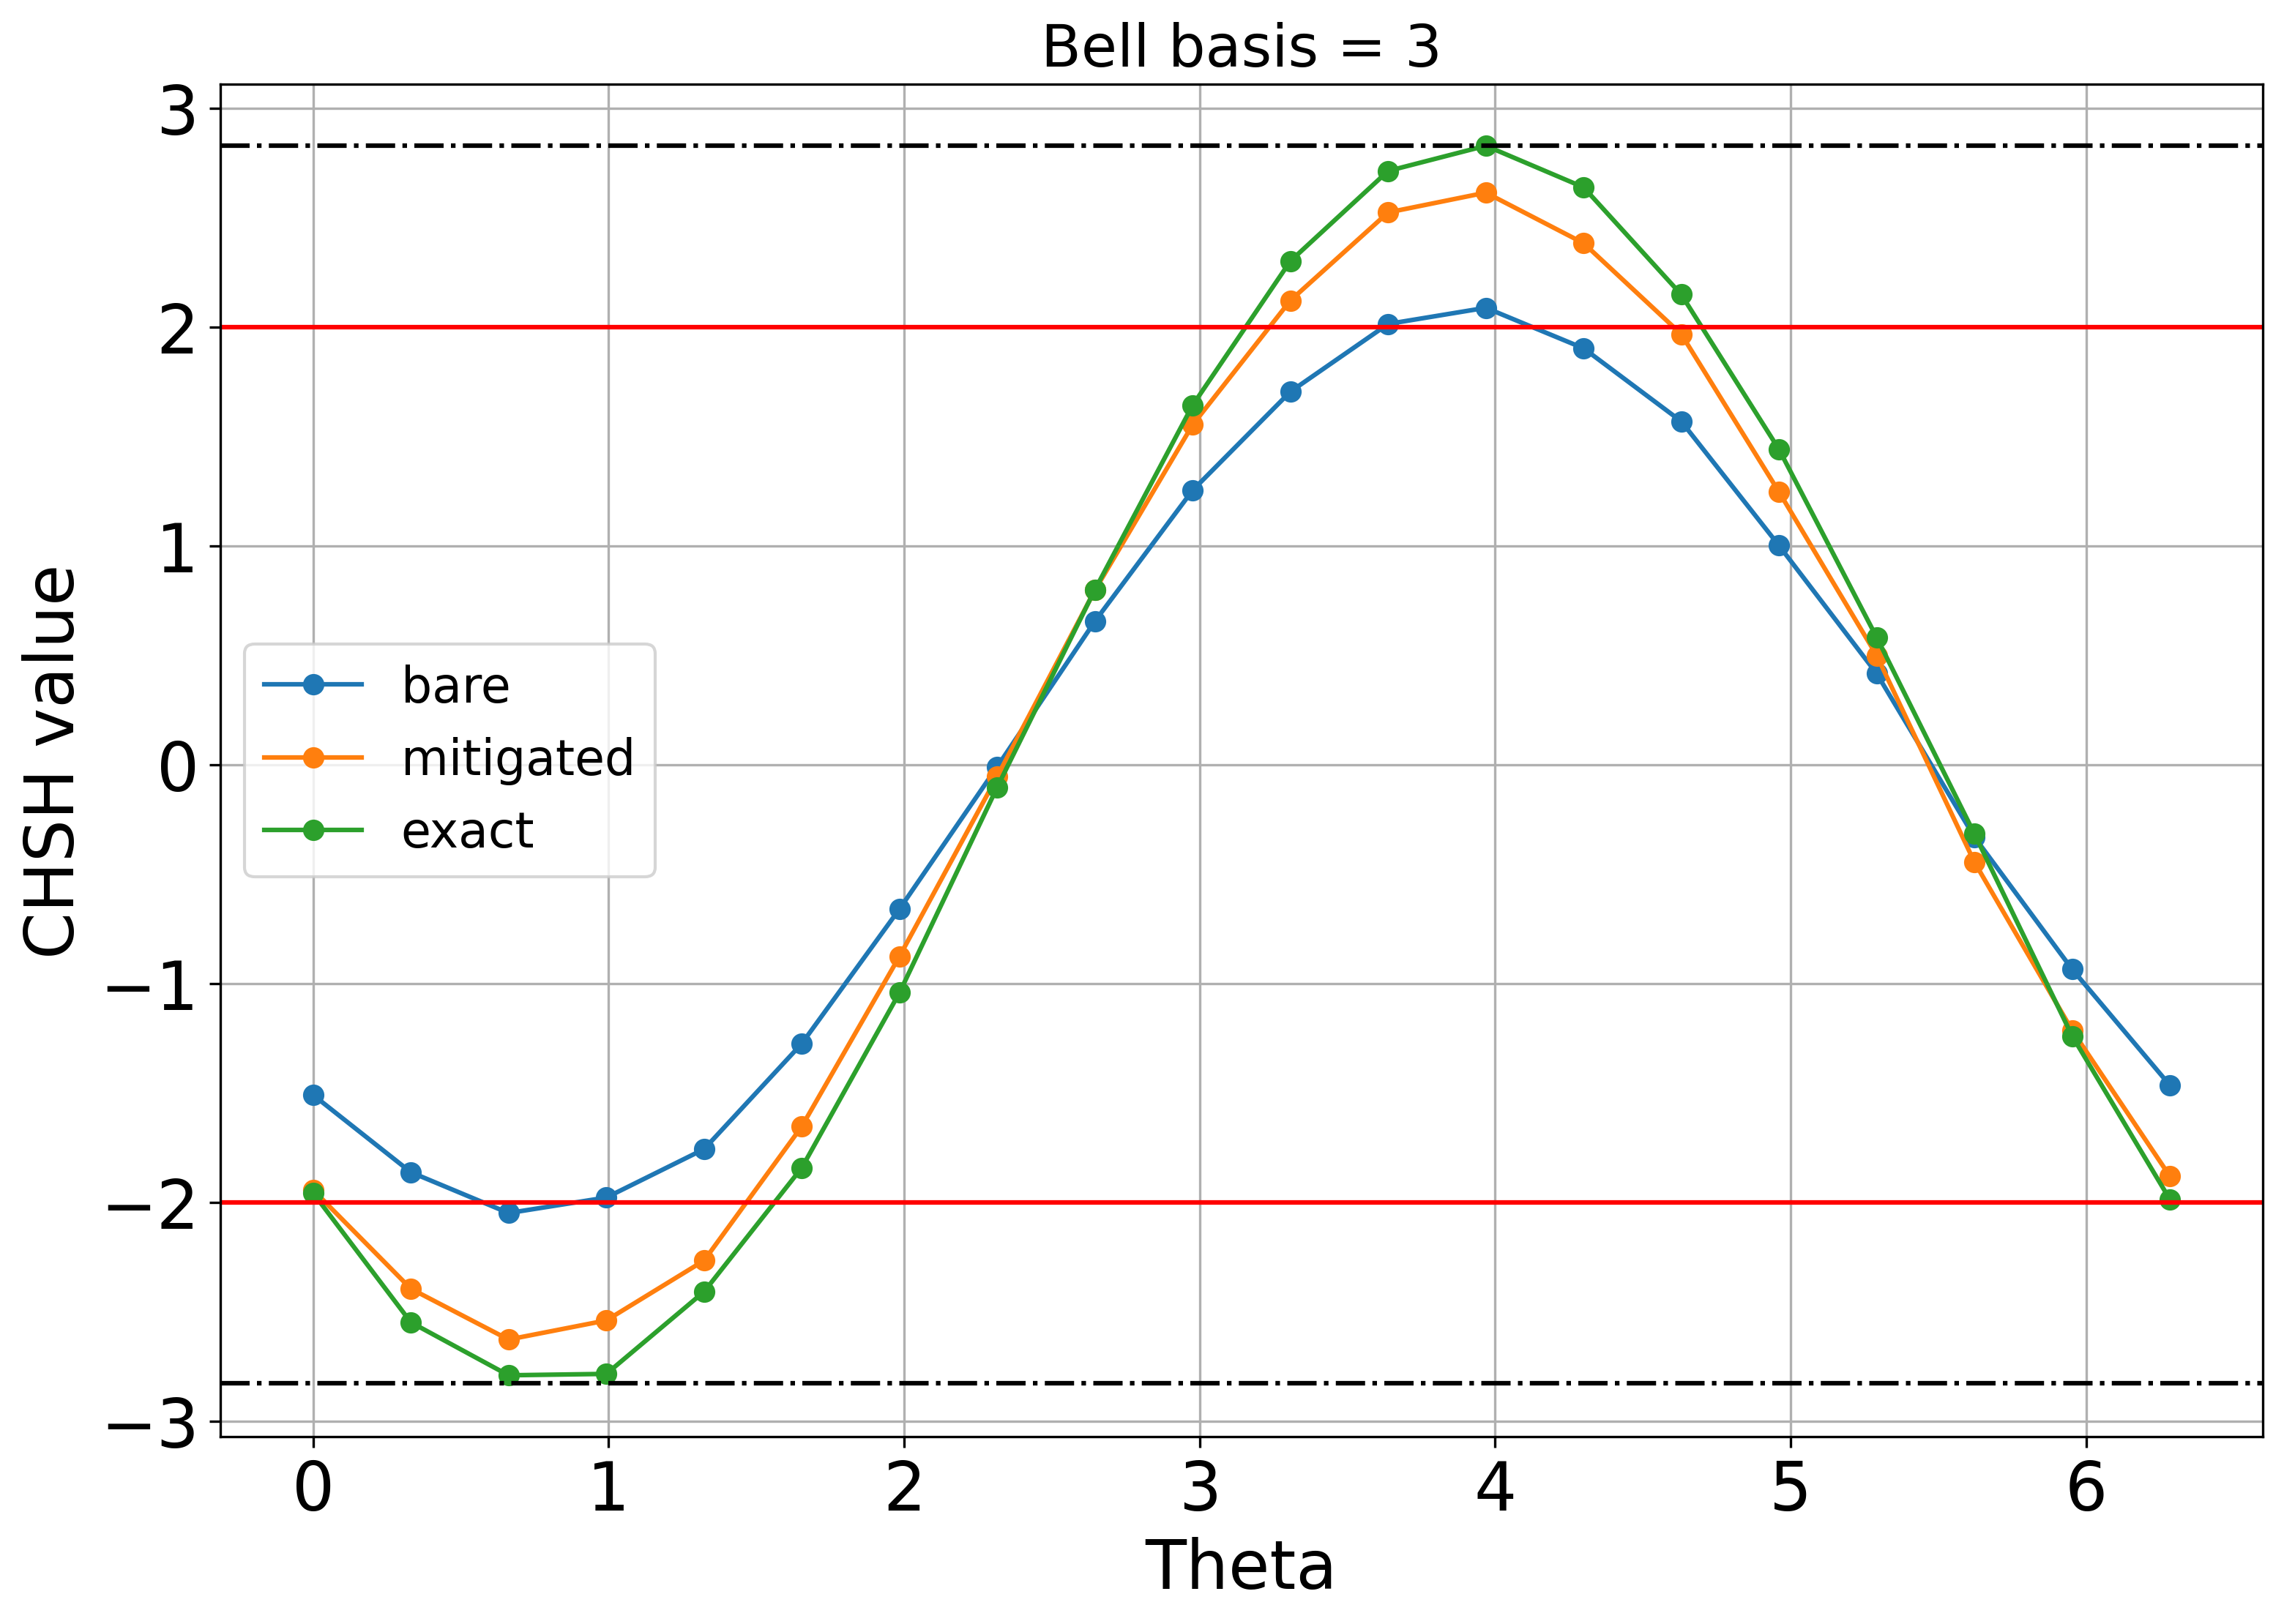 Bell basis = 3
3
2
1
0
−1
−2
−3
CHSH value
bare
mitigated
exact
0 1 2 3 4 5 6
Theta